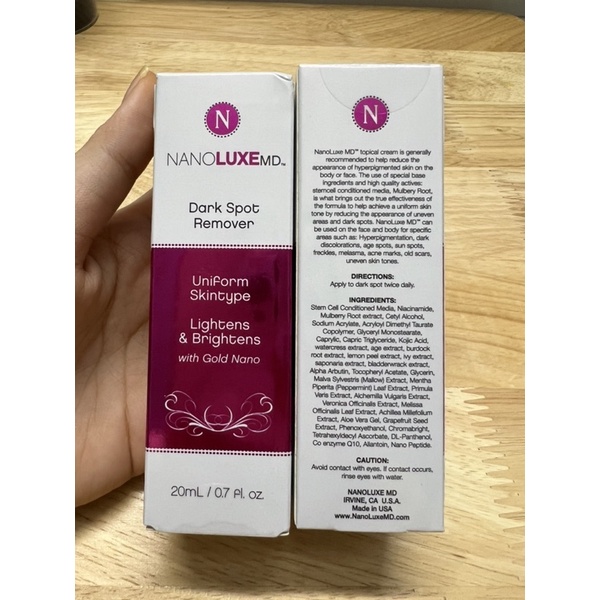 N
NANOLUXEMD™
Dark Spot
Remover
Uniform
Skintype
Lightens
& Brightens
with Gold Nano
20mL / 0.7 fl. oz.
N
NanoLuxe MD™ topical cream is generally
recommended to help reduce the
appearance of hyperpigmented skin on the
body or face. The use of special base
ingredients and high quality actives:
stemcell conditioned media, Mulberry Root,
is what brings out the true effectiveness of
the formula to help achieve a uniform skin
tone by reducing the appearance of uneven
areas and dark spots. NanoLuxe MD™ can
be used on the face and body for specific
areas such as: Hyperpigmentation, dark
discolorations, age spots, sun spots,
freckles, melasma, acne marks, old scars,
uneven skin tones.
DIRECTIONS:
Apply to dark spot twice daily.
INGREDIENTS:
Stem Cell Conditioned Media, Niacinamide,
Mulberry Root extract, Cetyl Alcohol,
Sodium Acrylate, Acryloyl Dimethyl Taurate
Copolymer, Glyceryl Monostearate,
Caprylic, Capric Triglyceride, Kojic Acid,
watercress extract, age extract, burdock
root extract, lemon peel extract, ivy extract,
saponaria extract, bladderwrack extract,
Alpha Arbutin, Tocopheryl Acetate, Glycerin,
Malva Sylvestris (Mallow) Extract, Mentha
Piperita (Peppermint) Leaf Extract, Primula
Veris Extract, Alchemilla Vulgaris Extract,
Veronica Officinalis Extract, Melissa
Officinalis Leaf Extract, Achillea Millefolium
Extract, Aloe Vera Gel, Grapefruit Seed
Extract, Phenoxyethanol, Chromabright,
Tetrahexyldecyl Ascorbate, DL-Panthenol,
Co enzyme Q10, Allantoin, Nano Peptide.
CAUTION:
Avoid contact with eyes. If contact occurs,
rinse eyes with water.
NANOLUXE MD
IRVINE, CA U.S.A.
Made in USA
www.NanoLuxeMD.com